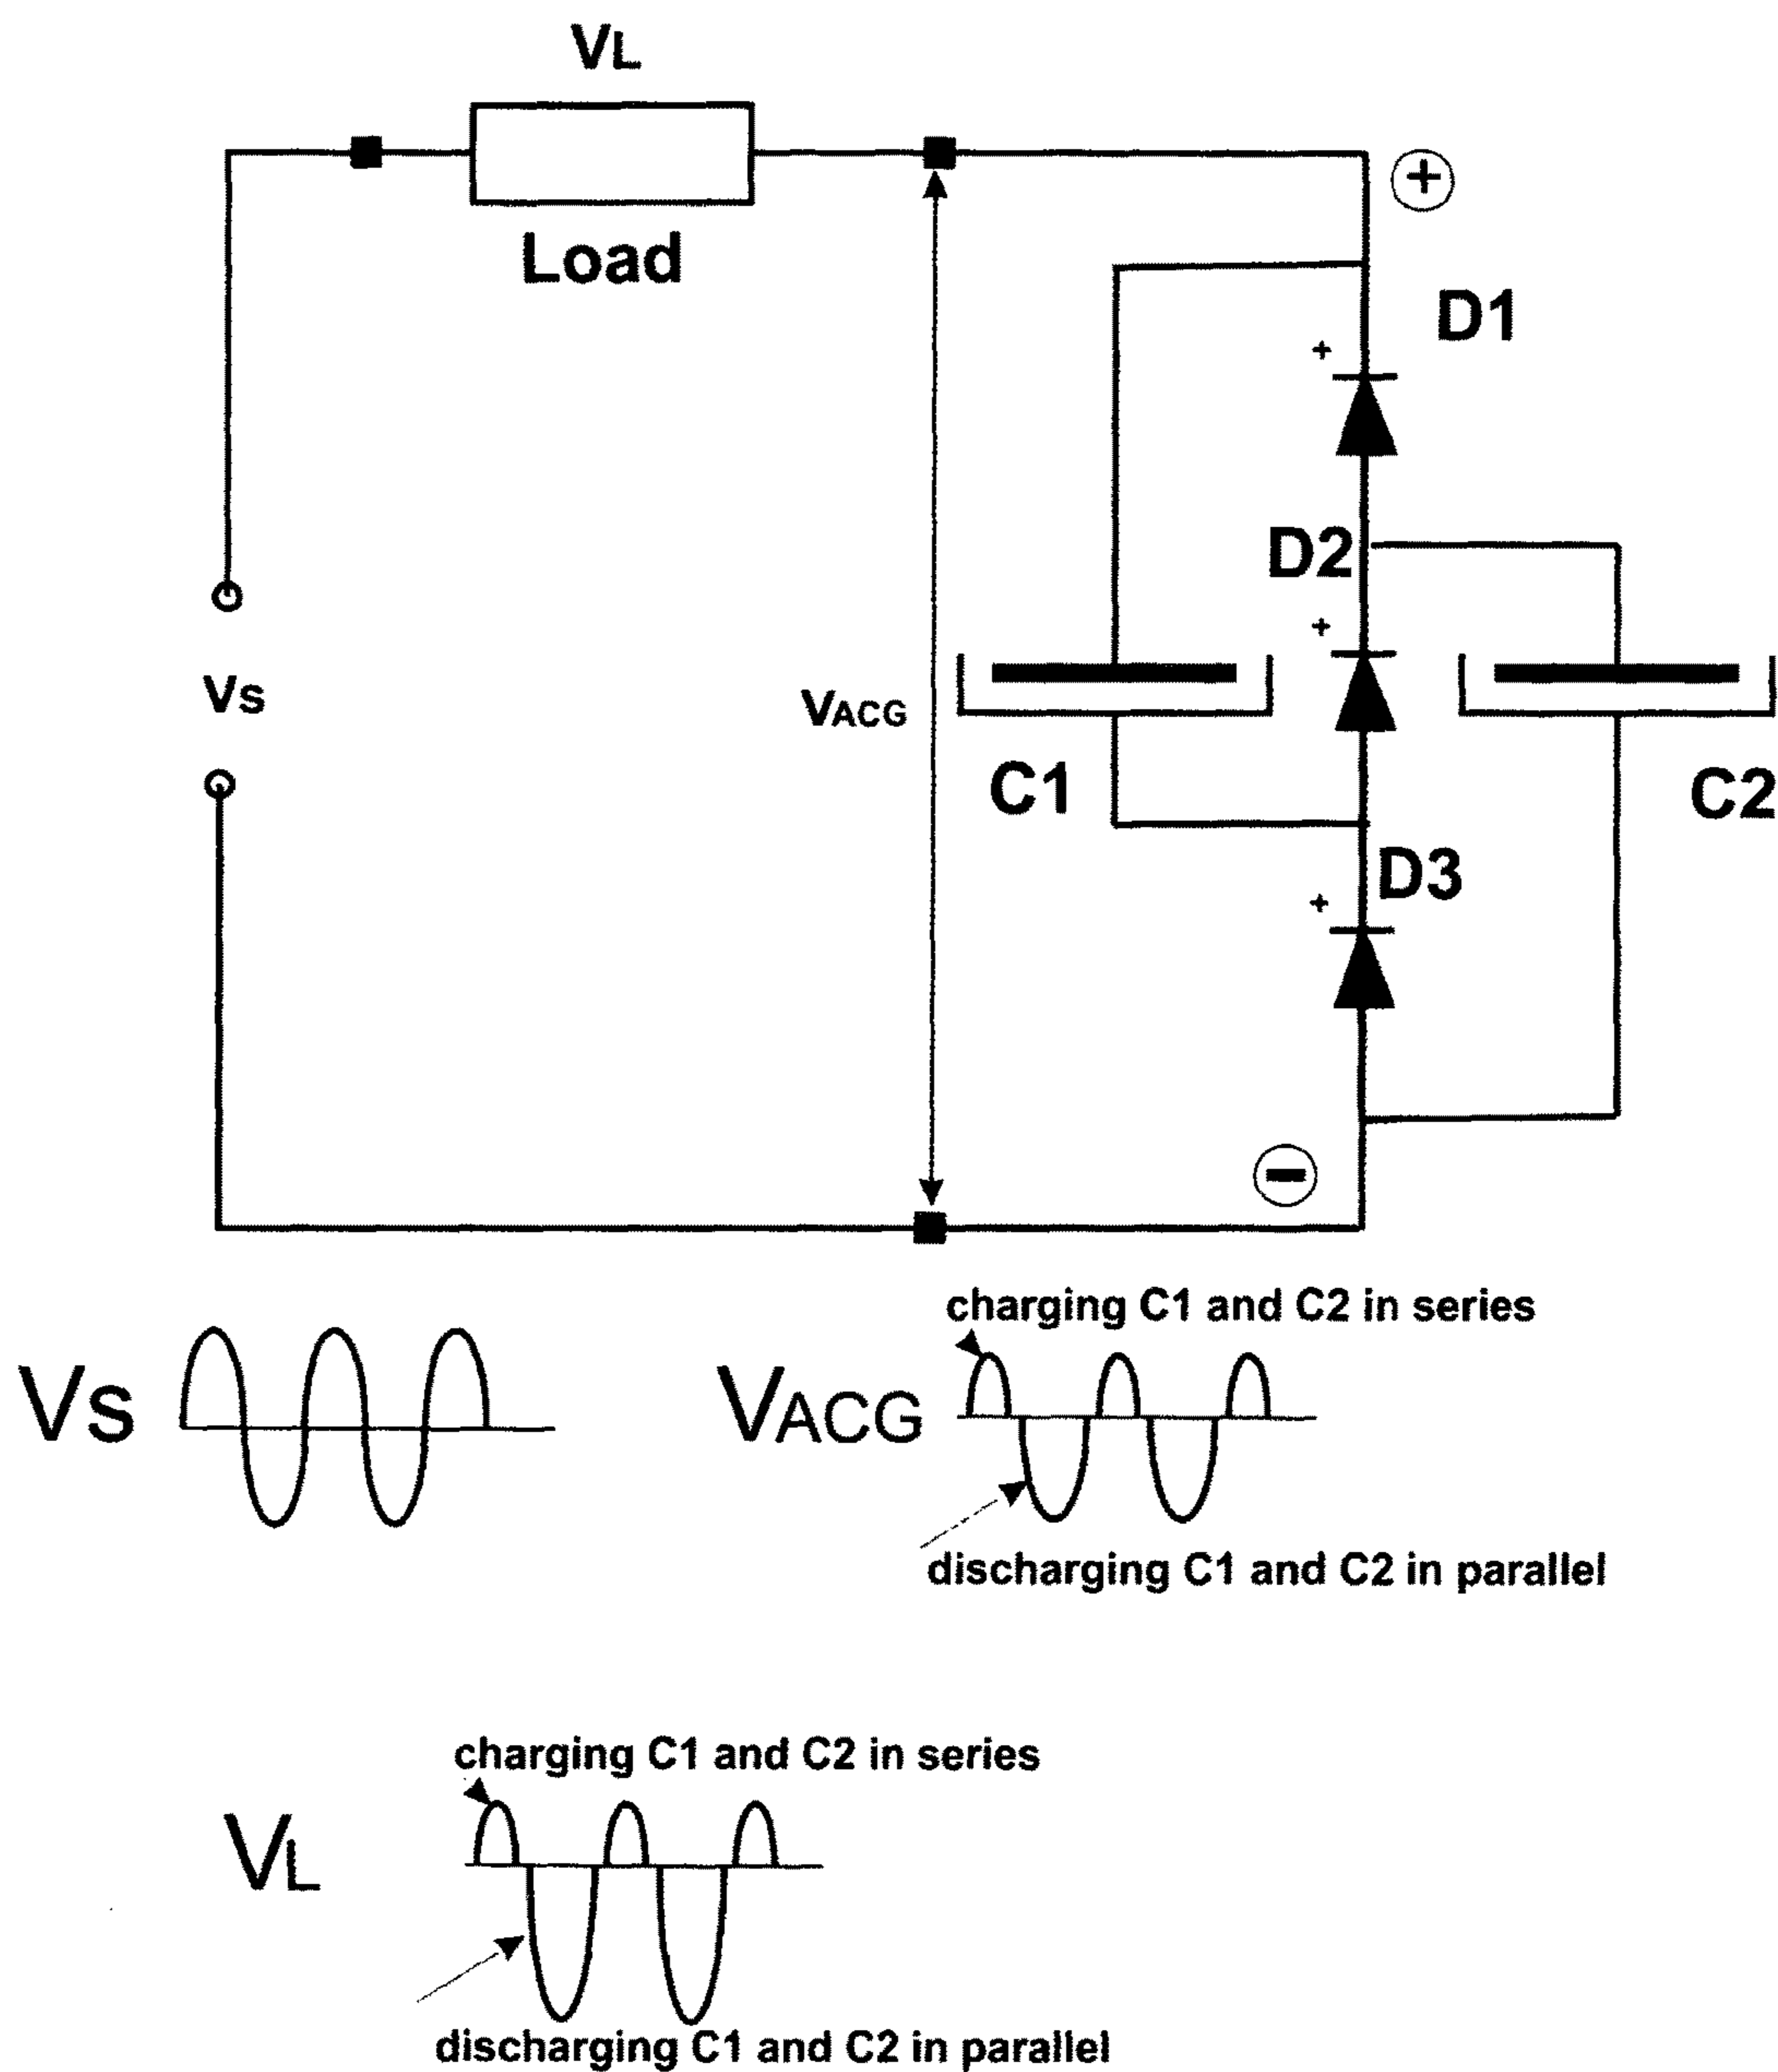 VL
Load
+
D1
+
D2
+
Vs
VACG
C1
C2
D3
+
−
charging C1 and C2 in series
Vs
VACG
discharging C1 and C2 in parallel
charging C1 and C2 in series
VL
discharging C1 and C2 in parallel